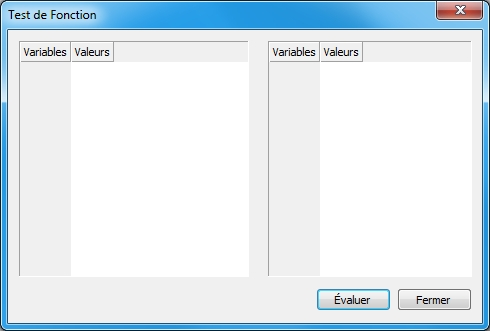 Test de Fonction
Variables Valeurs Variables Valeurs
Évaluer Fermer